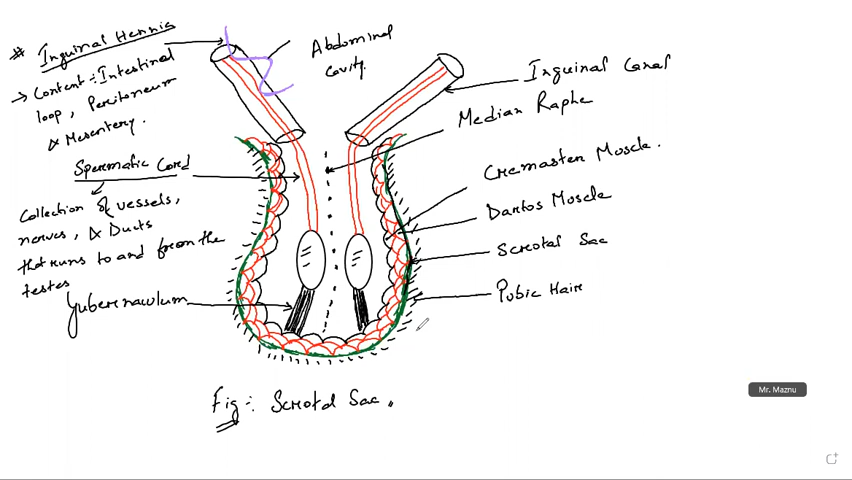 # Inguinal Hernia
→ Content :- Intestinal
loop, Peritoneum
& Mesentery.
Abdominal
cavity.
Inguinal Canal
Median Raphe
Spermatic Cord
Cremaster Muscle.
Dartos Muscle
Collection of vessels,
nerves, & Ducts
that runs to and from the
testes
Scrotal Sac
Guberenaculum
Pubic Hair
Fig :- Scrotal Sac.
Mr. Maznu